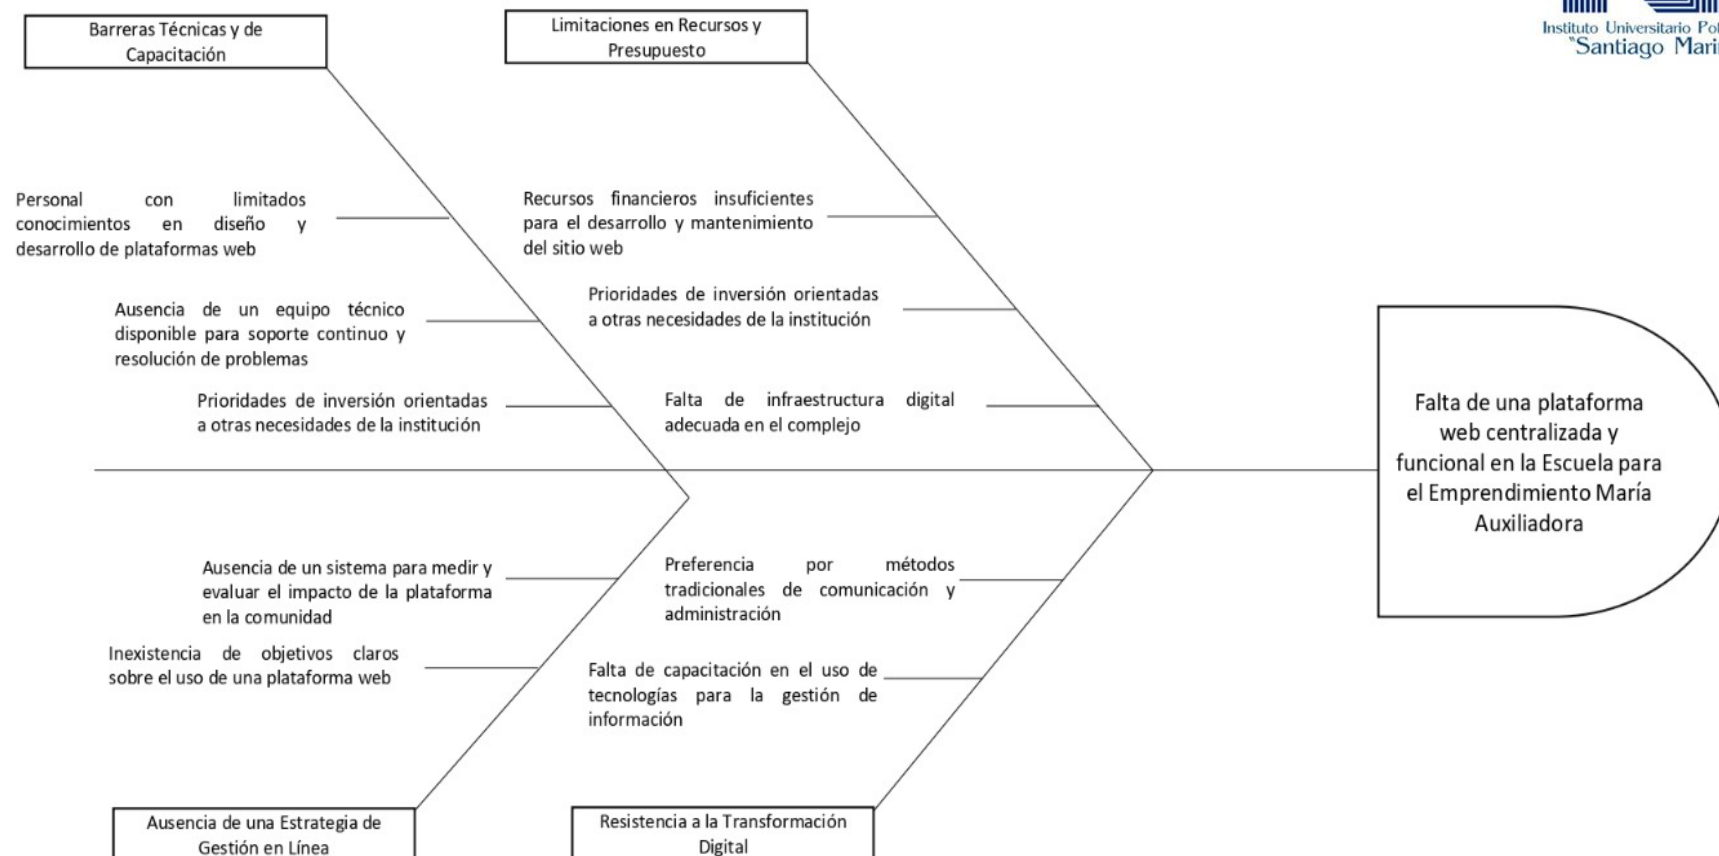 Barreras Técnicas y de
Capacitación
Limitaciones en Recursos y
Presupuesto
Instituto Universitario
"Santiago
Personal con limitados
conocimientos en diseño y
desarrollo de plataformas web
Ausencia de un equipo técnico
disponible para soporte continuo y
resolución de problemas
Prioridades de inversión orientadas
a otras necesidades de la institución
Recursos financieros insuficientes
para el desarrollo y mantenimiento
del sitio web
Prioridades de inversión orientadas
a otras necesidades de la institución
Falta de infraestructura digital
adecuada en el complejo
Falta de una plataforma
web centralizada y
funcional en la Escuela para
el Emprendimiento María
Auxiliadora
Ausencia de un sistema para medir y
evaluar el impacto de la plataforma
en la comunidad
Inexistencia de objetivos claros
sobre el uso de una plataforma web
Preferencia por métodos
tradicionales de comunicación y
administración
Falta de capacitación en el uso de
tecnologías para la gestión de
información
Ausencia de una Estrategia de
Gestión en Línea
Resistencia a la Transformación
Digital